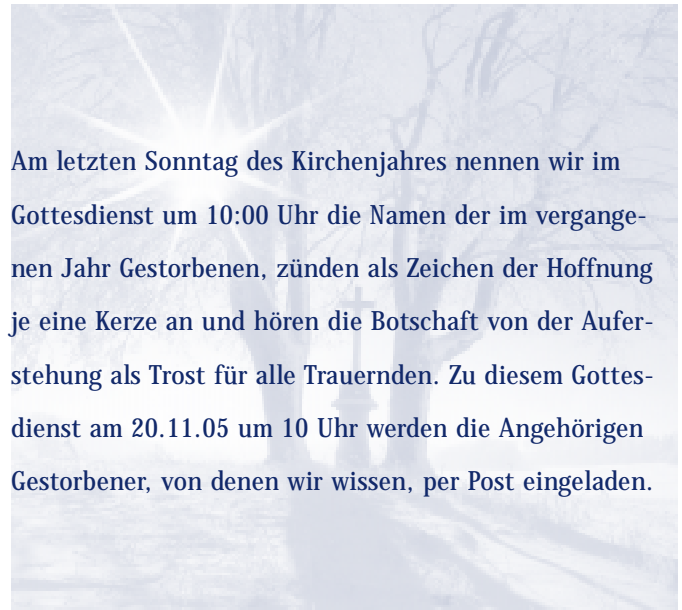 Am letzten Sonntag des Kirchenjahres nennen wir im
Gottesdienst um 10:00 Uhr die Namen der im vergange-
nen Jahr Gestorbenen, zünden als Zeichen der Hoffnung
je eine Kerze an und hören die Botschaft von der Aufer-
stehung als Trost für alle Trauernden. Zu diesem Gottes-
dienst am 20.11.05 um 10 Uhr werden die Angehörigen
Gestorbener, von denen wir wissen, per Post eingeladen.